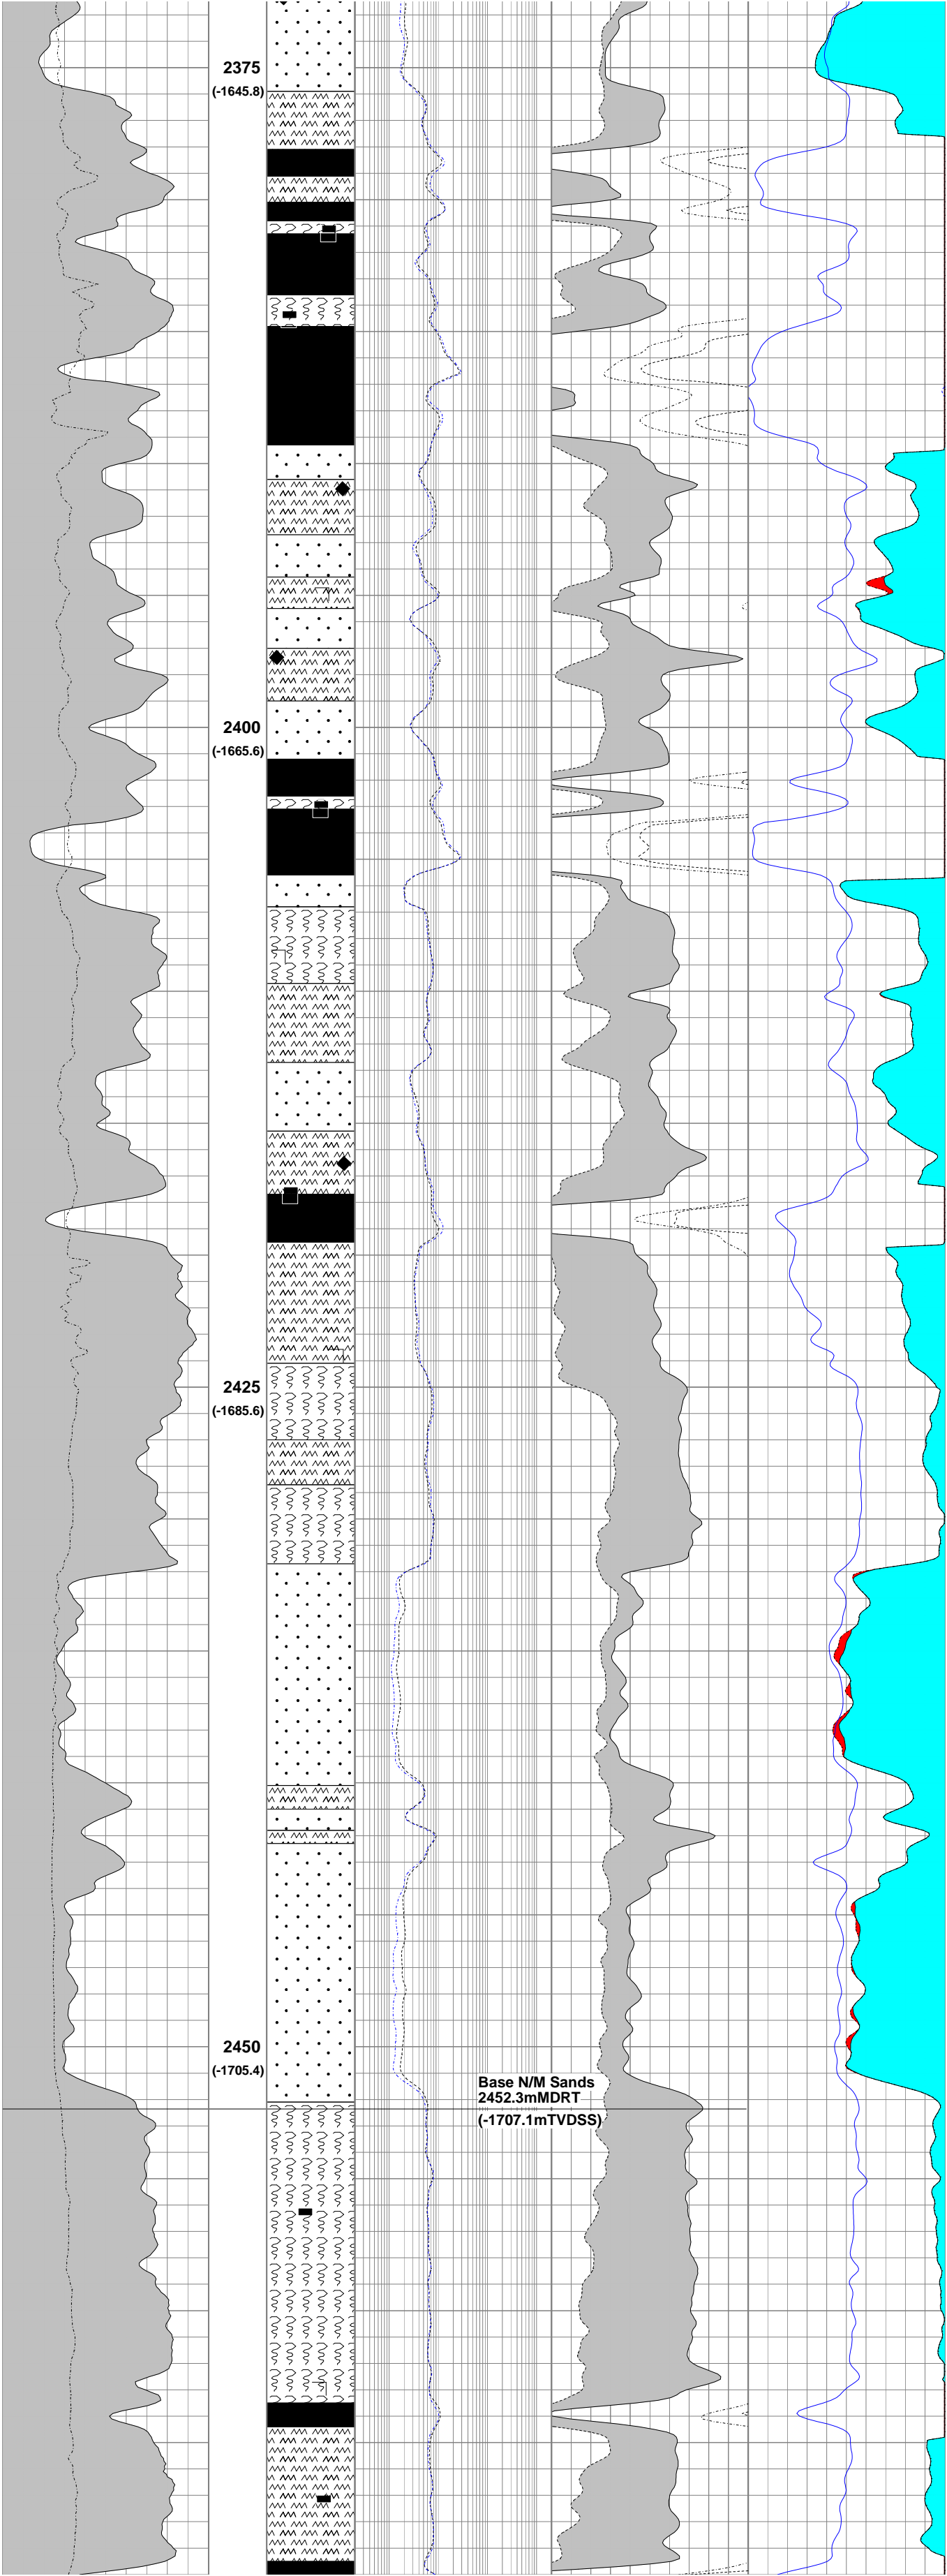 2375
(-1645.8)
2400
(-1665.6)
2425
(-1685.6)
2450
(-1705.4)
Base N/M Sands
2452.3mMDRT
(-1707.1mTVDSS)